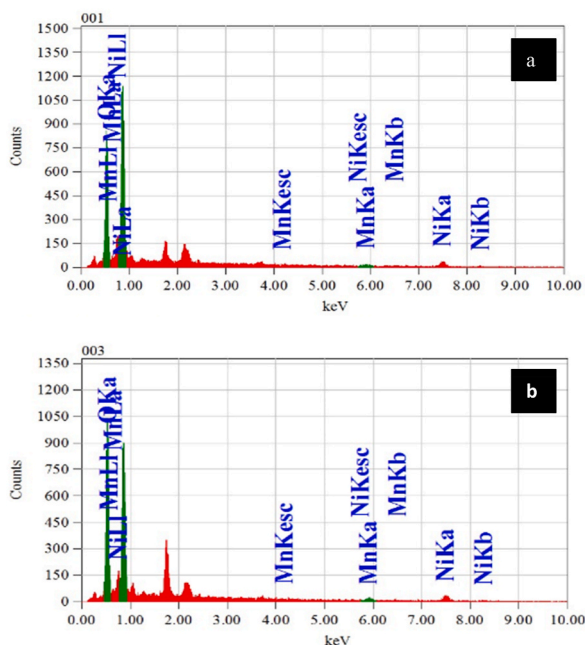 001
a
1500
1350
1200
1050
900
750
600
450
300
150
0
Counts
MnLl
OKa
MnLa
NiLl
NiLa
MnKesc
MnKa
NiKesc
MnKb
NiKa
NiKb
0.00 1.00 2.00 3.00 4.00 5.00 6.00 7.00 8.00 9.00 10.00
keV
003
b
1350
1200
1050
900
750
600
450
300
150
0
Counts
MnLl
OKa
MnLa
NiLl
MnKesc
MnKa
NiKesc
MnKb
NiKa
NiKb
0.00 1.00 2.00 3.00 4.00 5.00 6.00 7.00 8.00 9.00 10.00
keV